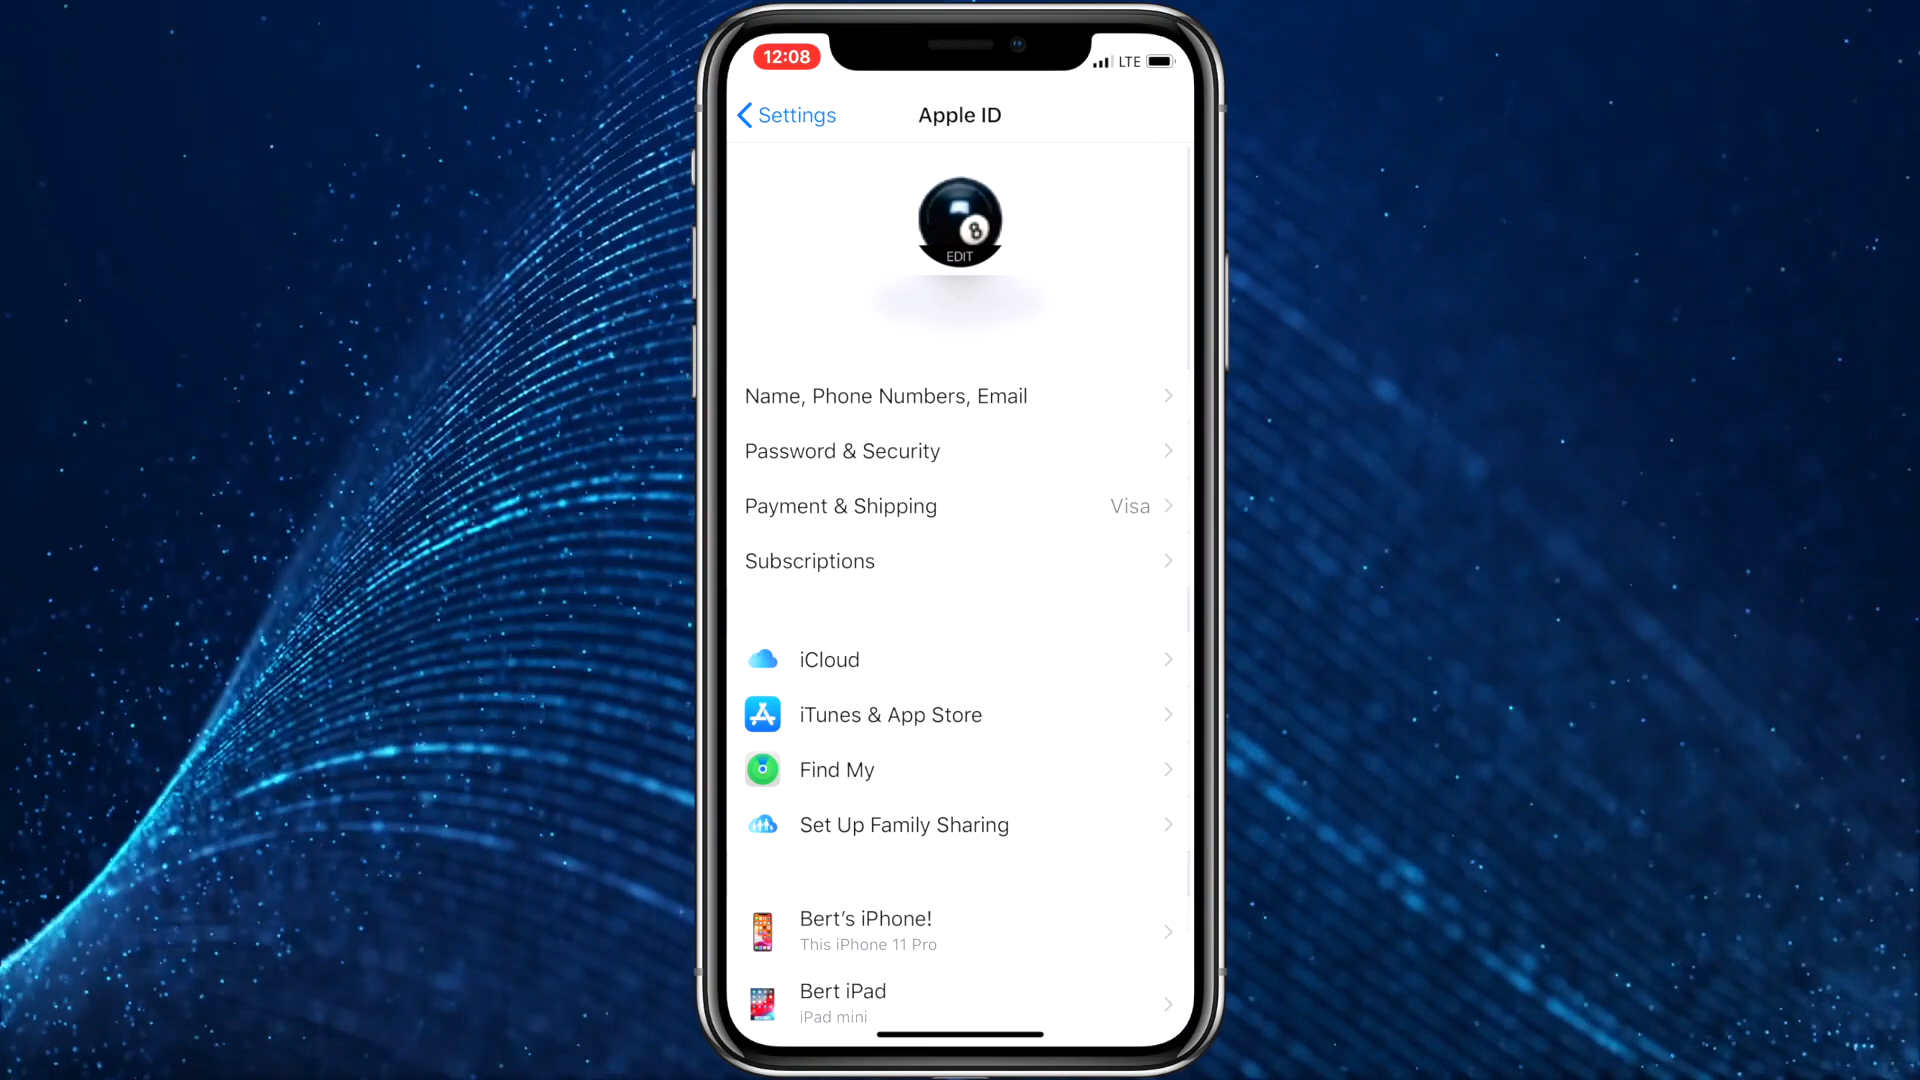 12:08
LTE
Settings
Apple ID
8
EDIT
Name, Phone Numbers, Email
Password & Security
Payment & Shipping Visa
Subscriptions
iCloud
iTunes & App Store
Find My
Set Up Family Sharing
Bert’s iPhone!
This iPhone 11 Pro
Bert iPad
iPad mini